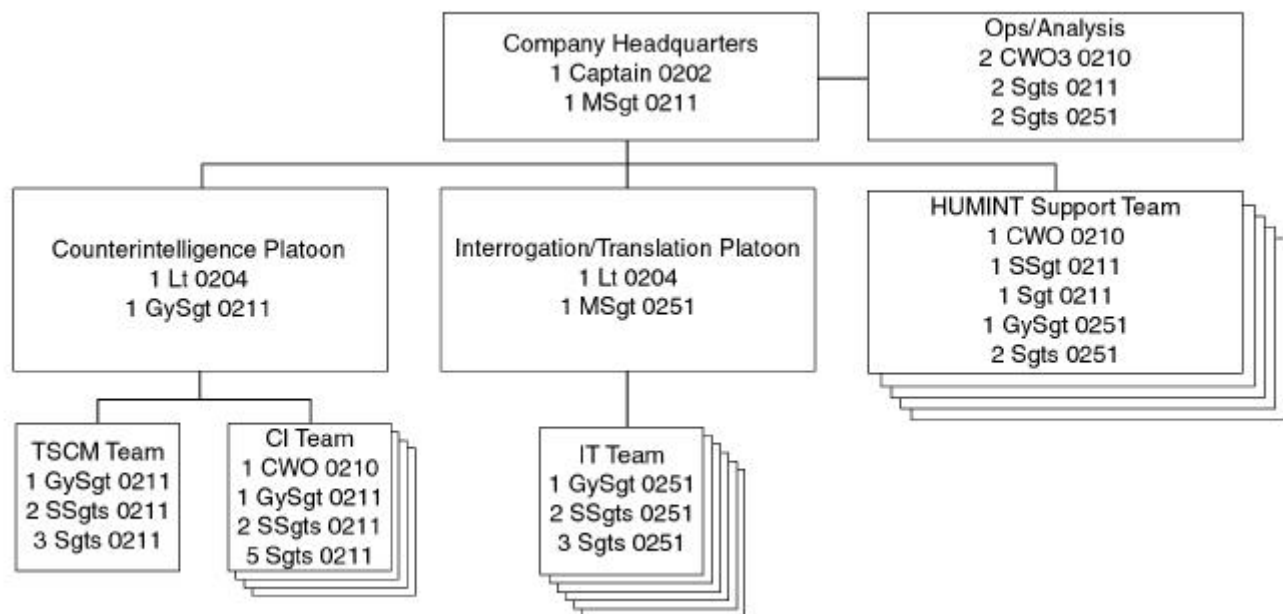 Company Headquarters
1 Captain 0202
1 MSgt 0211
Ops/Analysis
2 CWO3 0210
2 Sgts 0211
2 Sgts 0251
Counterintelligence Platoon
1 Lt 0204
1 GySgt 0211
Interrogation/Translation Platoon
1 Lt 0204
1 MSgt 0251
HUMINT Support Team
1 CWO 0210
1 SSgt 0211
1 Sgt 0211
1 GySgt 0251
2 Sgts 0251
TSCM Team
1 GySgt 0211
2 SSgts 0211
3 Sgts 0211
CI Team
1 CWO 0210
1 GySgt 0211
2 SSgts 0211
5 Sgts 0211
IT Team
1 GySgt 0251
2 SSgts 0251
3 Sgts 0251